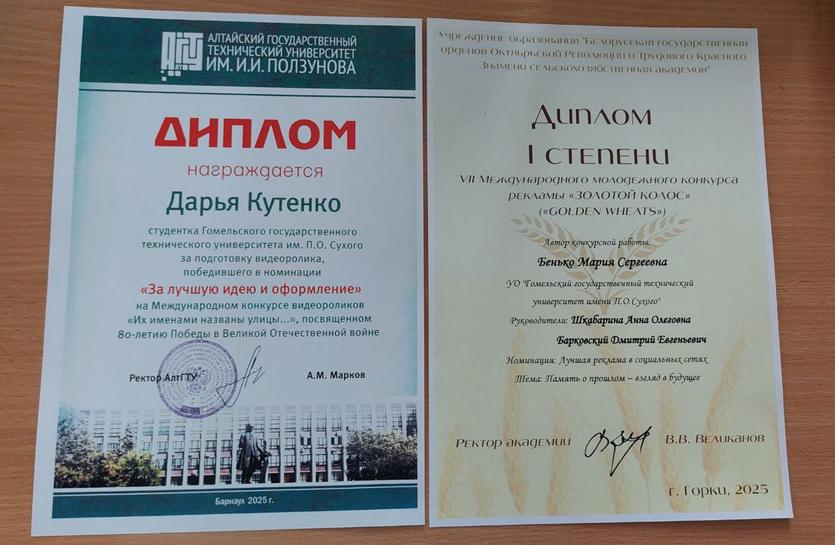 АлтГТУ
АЛТАЙСКИЙ ГОСУДАРСТВЕННЫЙ
ТЕХНИЧЕСКИЙ УНИВЕРСИТЕТ
ИМ. И.И. ПОЛЗУНОВА
ДИПЛОМ
награждается
Дарья Кутенко
студентка Гомельского государственного
технического университета им. П.О. Сухого
за подготовку видеоролика,
победившего в номинации
«За лучшую идею и оформление»
на Международном конкурсе видеороликов
«Их именами названы улицы...», посвященном
80-летию Победы в Великой Отечественной войне
Ректор АлтГТУ
А.М. Марков
Барнаул 2025 г.
Учреждение образования "Белорусская государственная
орденов Октябрьской Революции и Трудового Красного
Знамени сельскохозяйственная академия"
Диплом
I степени
VII Международного молодежного конкурса
рекламы «ЗОЛОТОЙ КОЛОС»
(«GOLDEN WHEATS»)
Автор конкурсной работы:
Бенько Мария Сергеевна
УО "Гомельский государственный технический
университет имени П.О.Сухого"
Руководители: Шкабарина Анна Олеговна
Барковский Дмитрий Евгеньевич
Номинация: Лучшая реклама в социальных сетях
Тема: Память о прошлом – взгляд в будущее
Ректор академии
В.В. Великанов
г. Горки, 2025